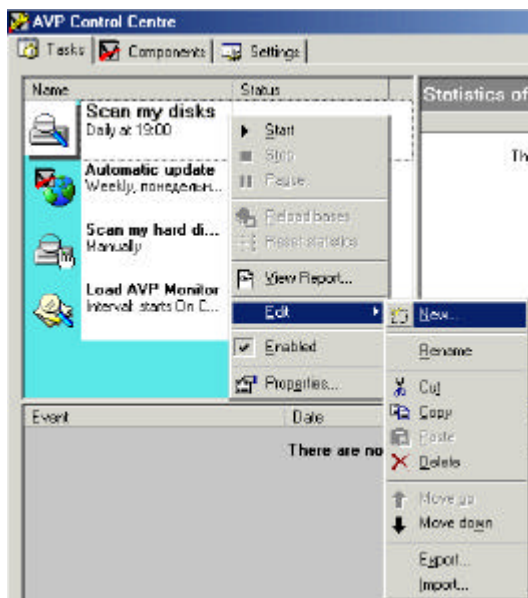 AVP Control Centre
Tasks Components Settings
Name Status Statistics of
Scan my disks
Daily at 19:00
Th
Automatic update
Weekly, понедельн...
Scan my hard di...
Manually
Load AVP Monitor
Interval: starts On C...
Start
Stop
Pause
Reload bases
Reset statistics
View Report...
Edit
Enabled
Properties...
New...
Rename
Cut
Copy
Paste
Delete
Move up
Move down
Export...
Import...
Event Date
There are no